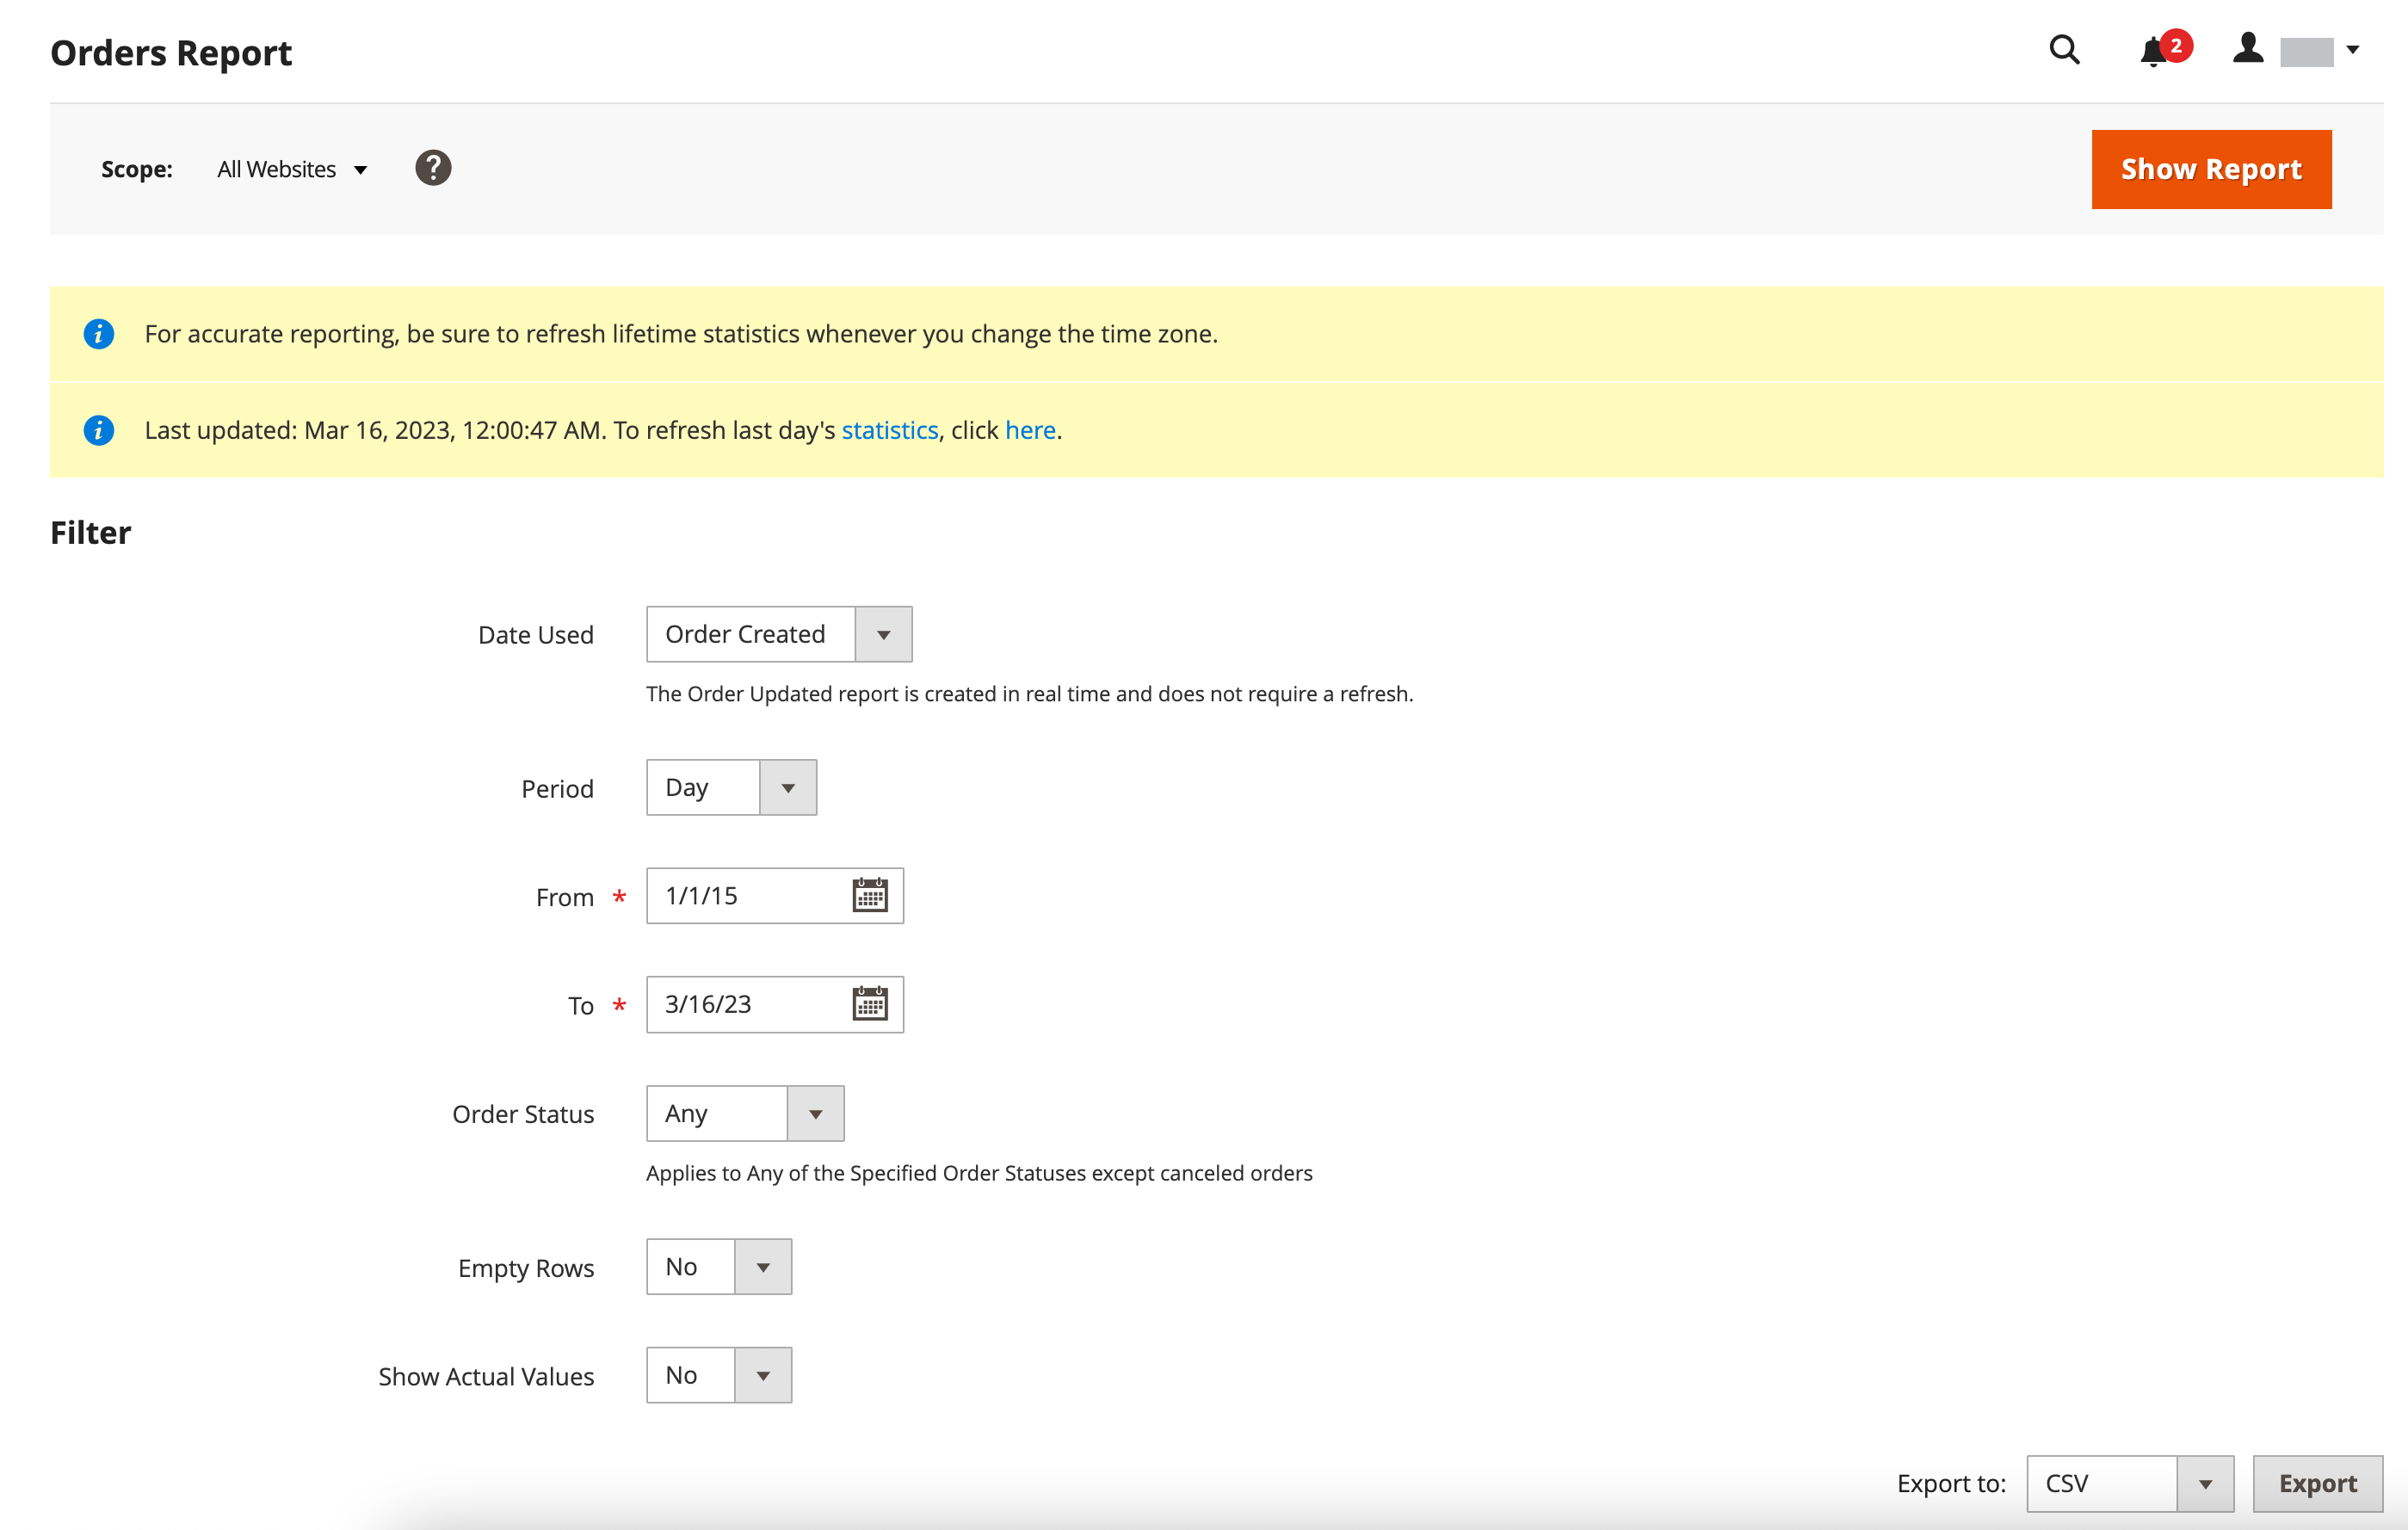 Orders Report
2
Scope: All Websites ?
Show Report
For accurate reporting, be sure to refresh lifetime statistics whenever you change the time zone.
Last updated: Mar 16, 2023, 12:00:47 AM. To refresh last day's statistics, click here.
Filter
Date Used Order Created
The Order Updated report is created in real time and does not require a refresh.
Period Day
From * 1/1/15
To * 3/16/23
Order Status Any
Applies to Any of the Specified Order Statuses except canceled orders
Empty Rows No
Show Actual Values No
Export to: CSV Export